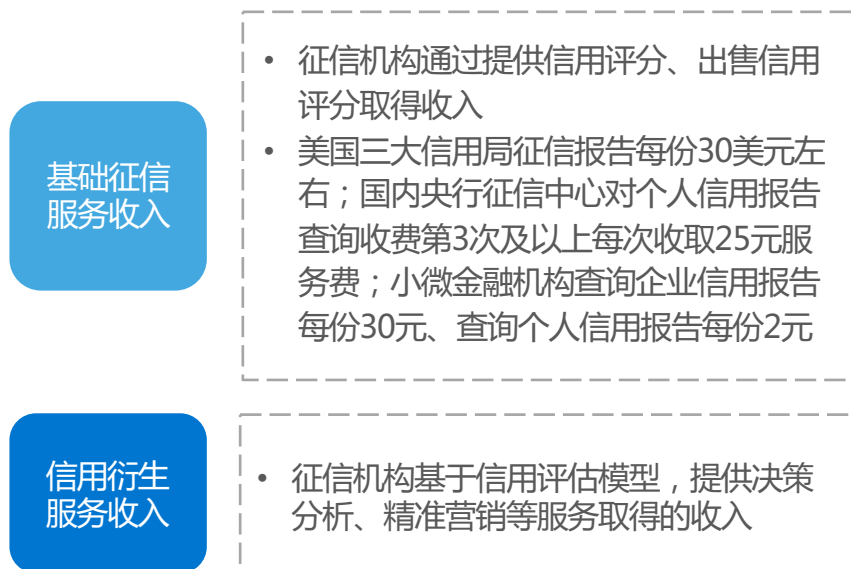 基础征信
服务收入
• 征信机构通过提供信用评分、出售信用
评分取得收入
• 美国三大信用局征信报告每份30美元左
右；国内央行征信中心对个人信用报告
查询收费第3次及以上每次收取25元服
务费；小微金融机构查询企业信用报告
每份30元、查询个人信用报告每份2元
信用衍生
服务收入
• 征信机构基于信用评估模型，提供决策
分析、精准营销等服务取得的收入